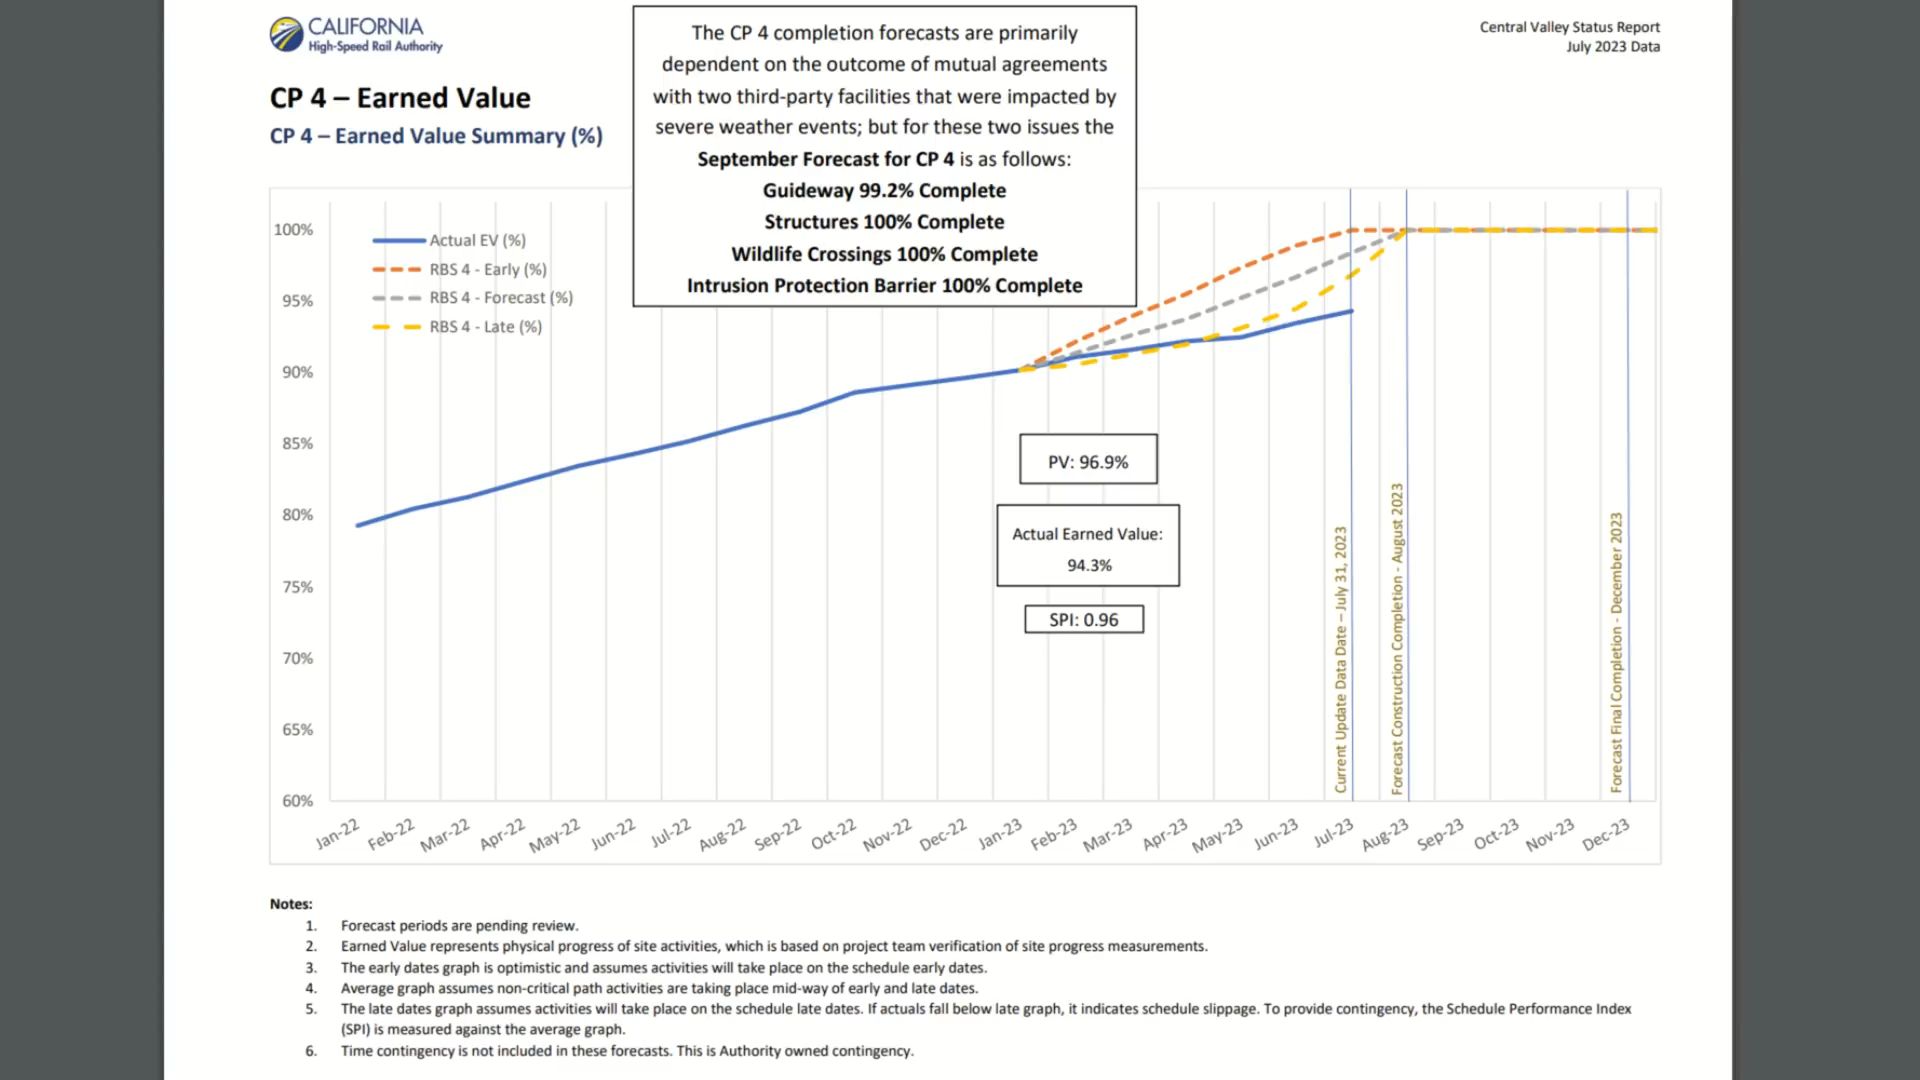 CALIFORNIA
High-Speed Rail Authority
Central Valley Status Report
July 2023 Data
CP 4 – Earned Value
CP 4 – Earned Value Summary (%)
The CP 4 completion forecasts are primarily
dependent on the outcome of mutual agreements
with two third-party facilities that were impacted by
severe weather events; but for these two issues the
September Forecast for CP 4 is as follows:
Guideway 99.2% Complete
Structures 100% Complete
Wildlife Crossings 100% Complete
Intrusion Protection Barrier 100% Complete
100%
95%
90%
85%
80%
75%
70%
65%
60%
Actual EV (%)
RBS 4 - Early (%)
RBS 4 - Forecast (%)
RBS 4 - Late (%)
PV: 96.9%
Actual Earned Value:
94.3%
SPI: 0.96
Current Update Data Date – July 31, 2023
Forecast Construction Completion - August 2023
Forecast Final Completion - December 2023
Jan-22
Feb-22
Mar-22
Apr-22
May-22
Jun-22
Jul-22
Aug-22
Sep-22
Oct-22
Nov-22
Dec-22
Jan-23
Feb-23
Mar-23
Apr-23
May-23
Jun-23
Jul-23
Aug-23
Sep-23
Oct-23
Nov-23
Dec-23
Notes:
1. Forecast periods are pending review.
2. Earned Value represents physical progress of site activities, which is based on project team verification of site progress measurements.
3. The early dates graph is optimistic and assumes activities will take place on the schedule early dates.
4. Average graph assumes non-critical path activities are taking place mid-way of early and late dates.
5. The late dates graph assumes activities will take place on the schedule late dates. If actuals fall below late graph, it indicates schedule slippage. To provide contingency, the Schedule Performance Index
(SPI) is measured against the average graph.
6. Time contingency is not included in these forecasts. This is Authority owned contingency.